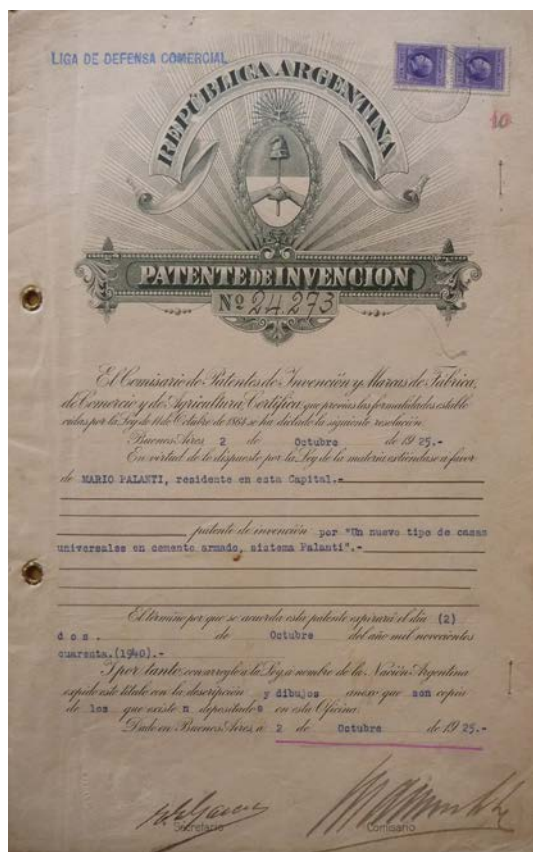 LIGA DE DEFENSA COMERCIAL
REPÚBLICA ARGENTINA
10
PATENTE DE INVENCION
Nº 24.273
El Comisario de Patentes de Invención y Marcas de Fábrica,
de Comercio y de Agricultura Certifica que prévias las formalidades estable
cidas por la Ley de 11 de Octubre de 1864 se ha dictado la siguiente resolución.
Buenos Aires, 2 de Octubre de 1925.-
En virtud de lo dispuesto por la Ley de la materia extiéndase a favor
de MARIO PALANTI, residente en esta Capital.-
patente de invención por "Un nuevo tipo de casas
universales en cemento armado, sistema Palanti".-
El término por que se acuerda esta patente expirará el día (2)
dos. de Octubre del año mil novecientos
cuarenta.(1940).-
Y por tanto, con arreglo a la Ley, a nombre de la Nación Argentina
expido este título con la descripción y dibujos anexo que son copia
de los que existen depositados en esta Oficina.
Dado en Buenos Aires, a 2 de Octubre de 1925.-
Secretario
Comisario